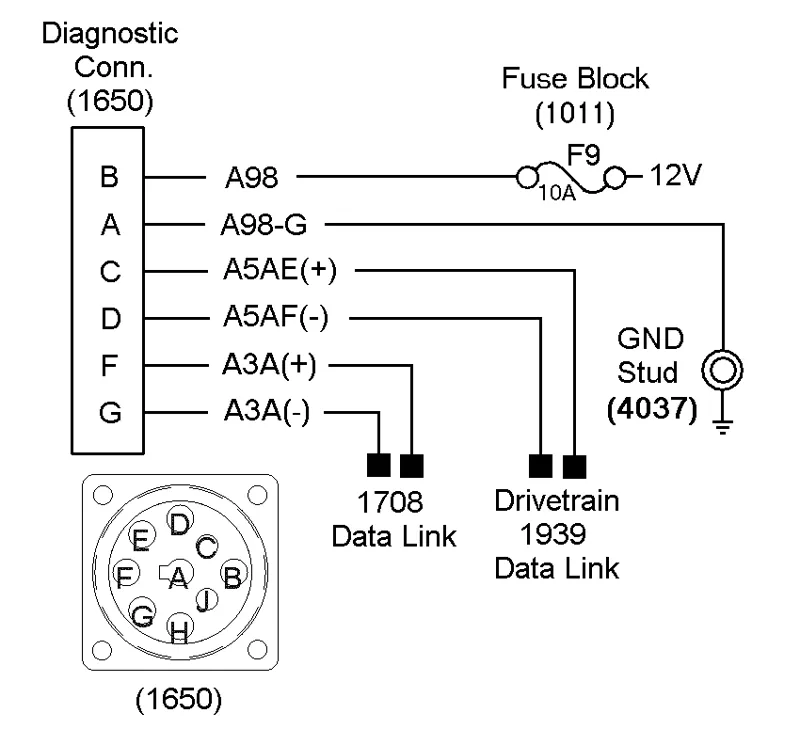 Diagnostic
Conn.
(1650)
Fuse Block
(1011)
F9
B A98 10A 12V
A A98-G
C A5AE(+)
D A5AF(-)
GND
Stud
(4037)
F A3A(+)
G A3A(-)
1708
Data Link
Drivetrain
1939
Data Link
D
E
C
F
A
B
G
J
H
(1650)